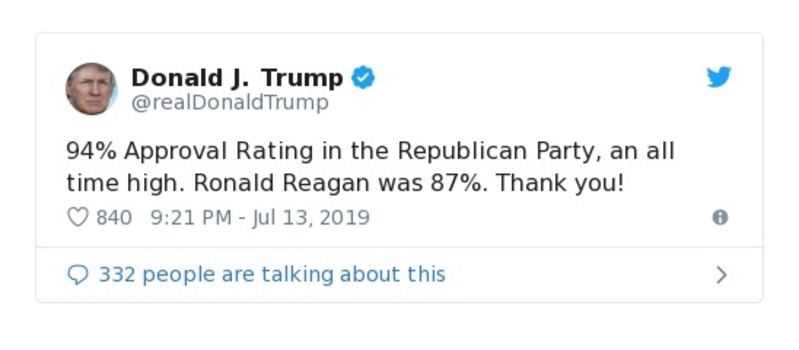 Donald J. Trump
@realDonaldTrump
94% Approval Rating in the Republican Party, an all
time high. Ronald Reagan was 87%. Thank you!
840 9:21 PM - Jul 13, 2019
332 people are talking about this